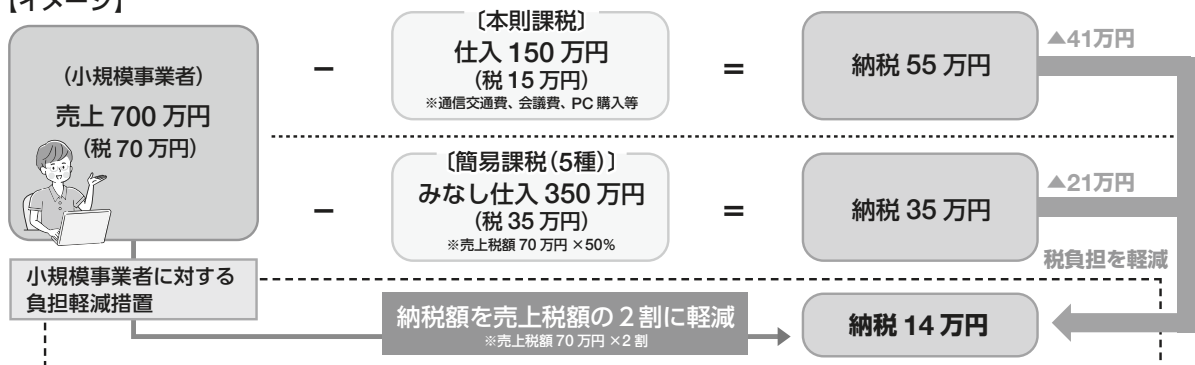 【イメージ】
(小規模事業者)
売上 700 万円
(税 70 万円)
−
〔本則課税〕
仕入 150 万円
(税 15 万円)
※通信交通費、会議費、PC 購入等
=
納税 55 万円
▲41万円
−
〔簡易課税(5種)〕
みなし仕入 350 万円
(税 35 万円)
※売上税額 70 万円 ×50%
=
納税 35 万円
▲21万円
税負担を軽減
小規模事業者に対する
負担軽減措置
納税額を売上税額の 2 割に軽減
※売上税額 70 万円 ×2 割
納税 14 万円